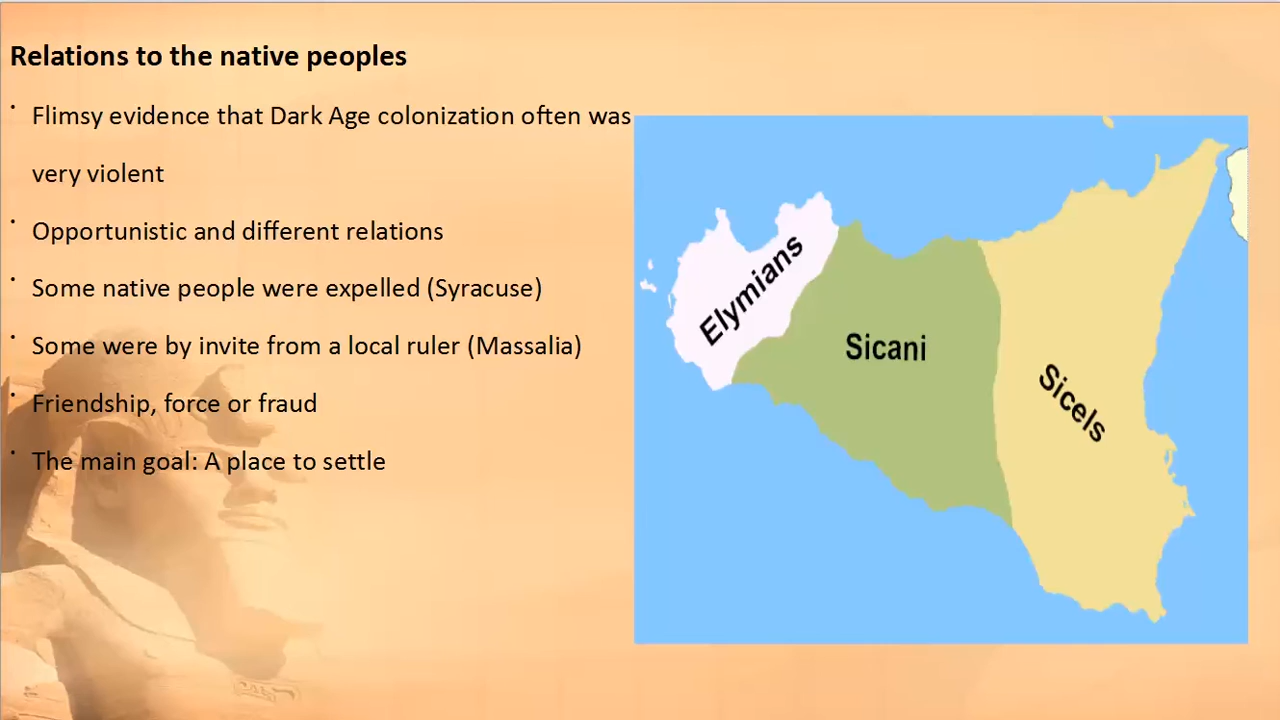 Relations to the native peoples
• Flimsy evidence that Dark Age colonization often was
very violent
• Opportunistic and different relations
• Some native people were expelled (Syracuse)
• Some were by invite from a local ruler (Massalia)
• Friendship, force or fraud
• The main goal: A place to settle
Elymians
Sicani
Sicels